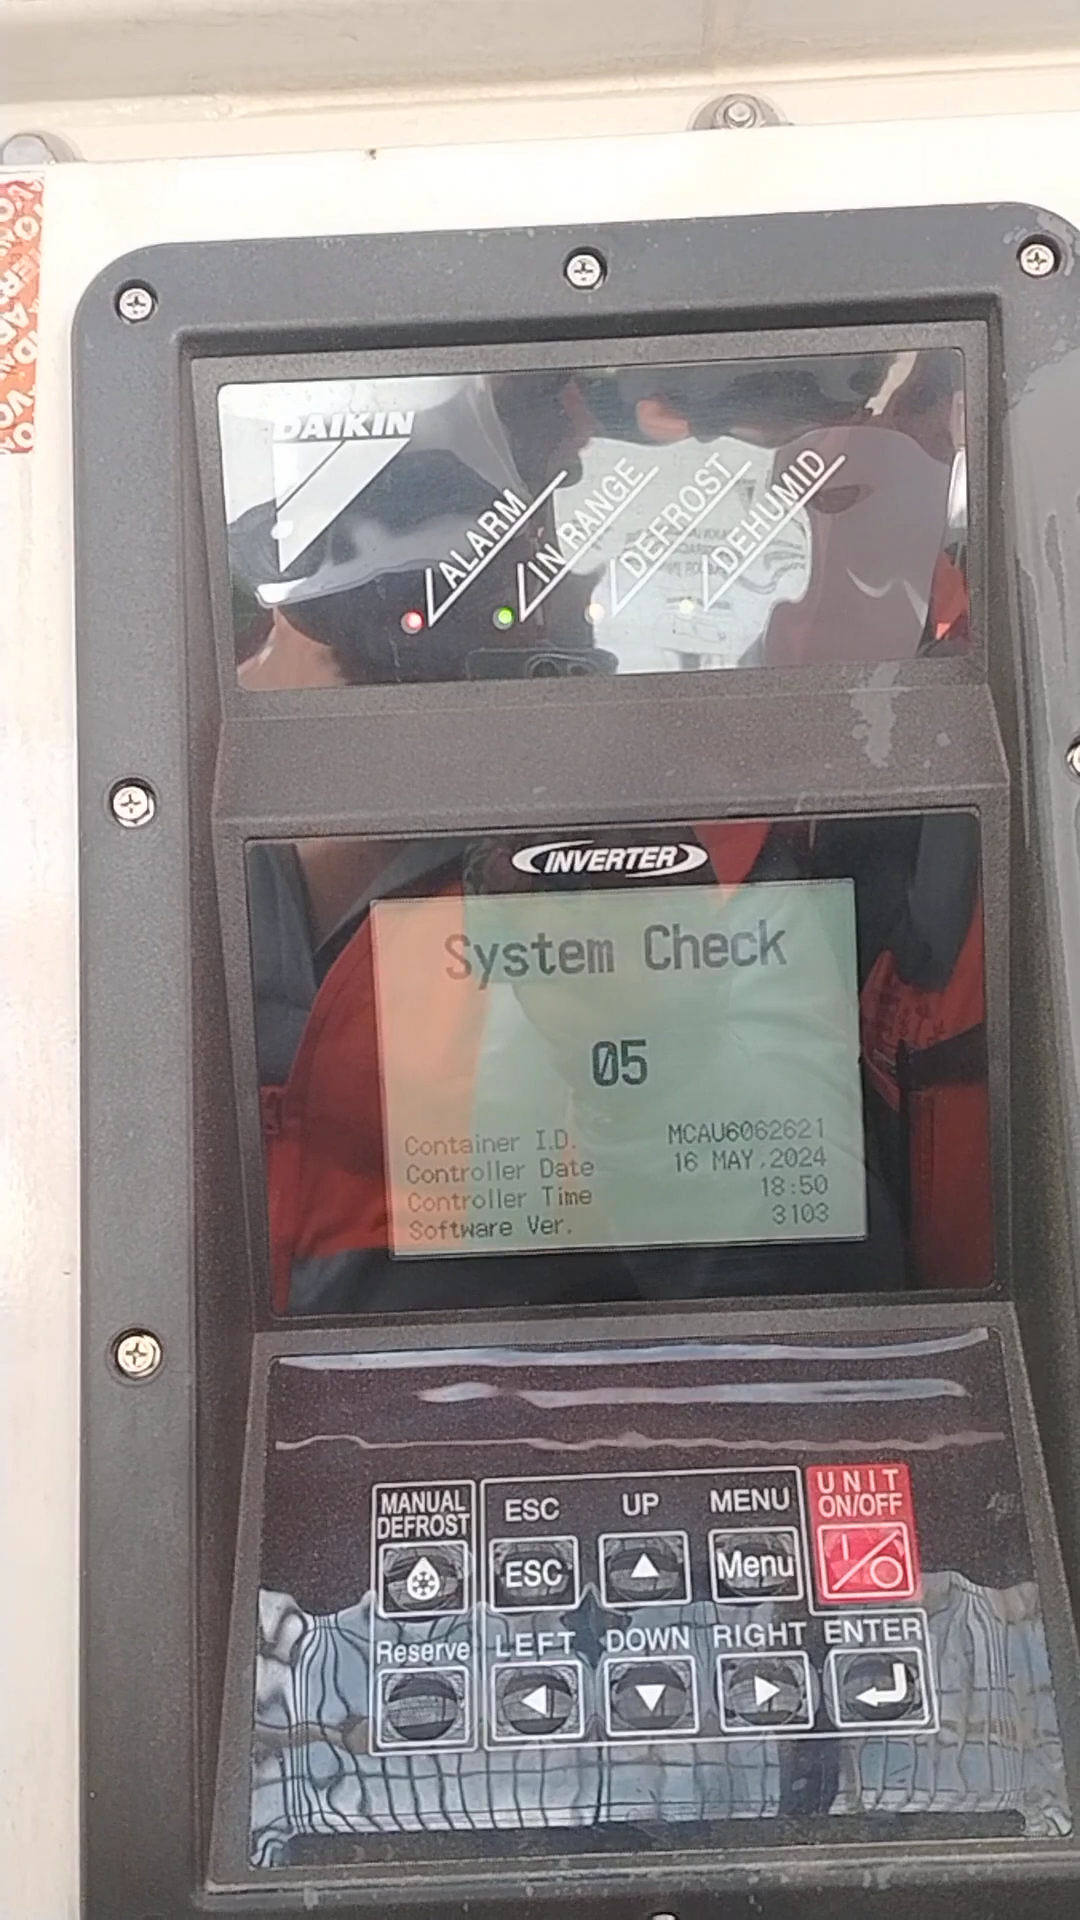 DAIKIN
ALARM
IN RANGE
DEFROST
DEHUMID
INVERTER
System Check
05
Container I.D. MCAU6062621
Controller Date 16 MAY.2024
Controller Time 18:50
Software Ver. 3103
MANUAL DEFROST
ESC
UP
MENU
UNIT ON/OFF
ESC
Menu
Reserve
LEFT
DOWN
RIGHT
ENTER